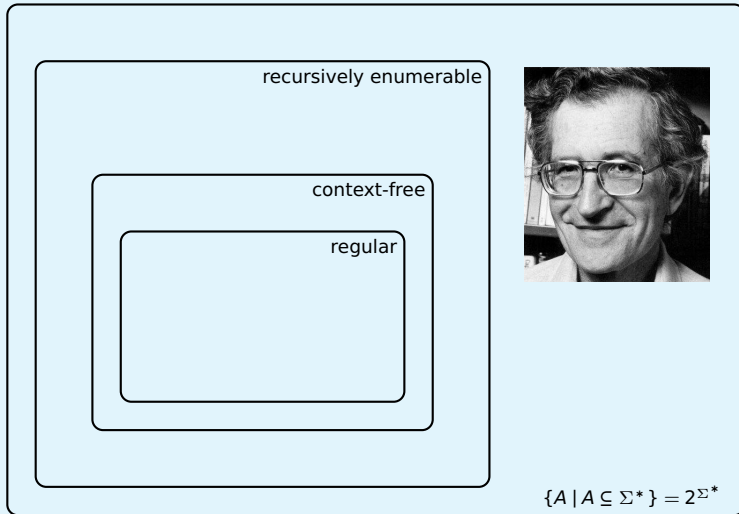 recursively enumerable
context-free
regular
{A | A ⊆ Σ*} = 2^Σ*